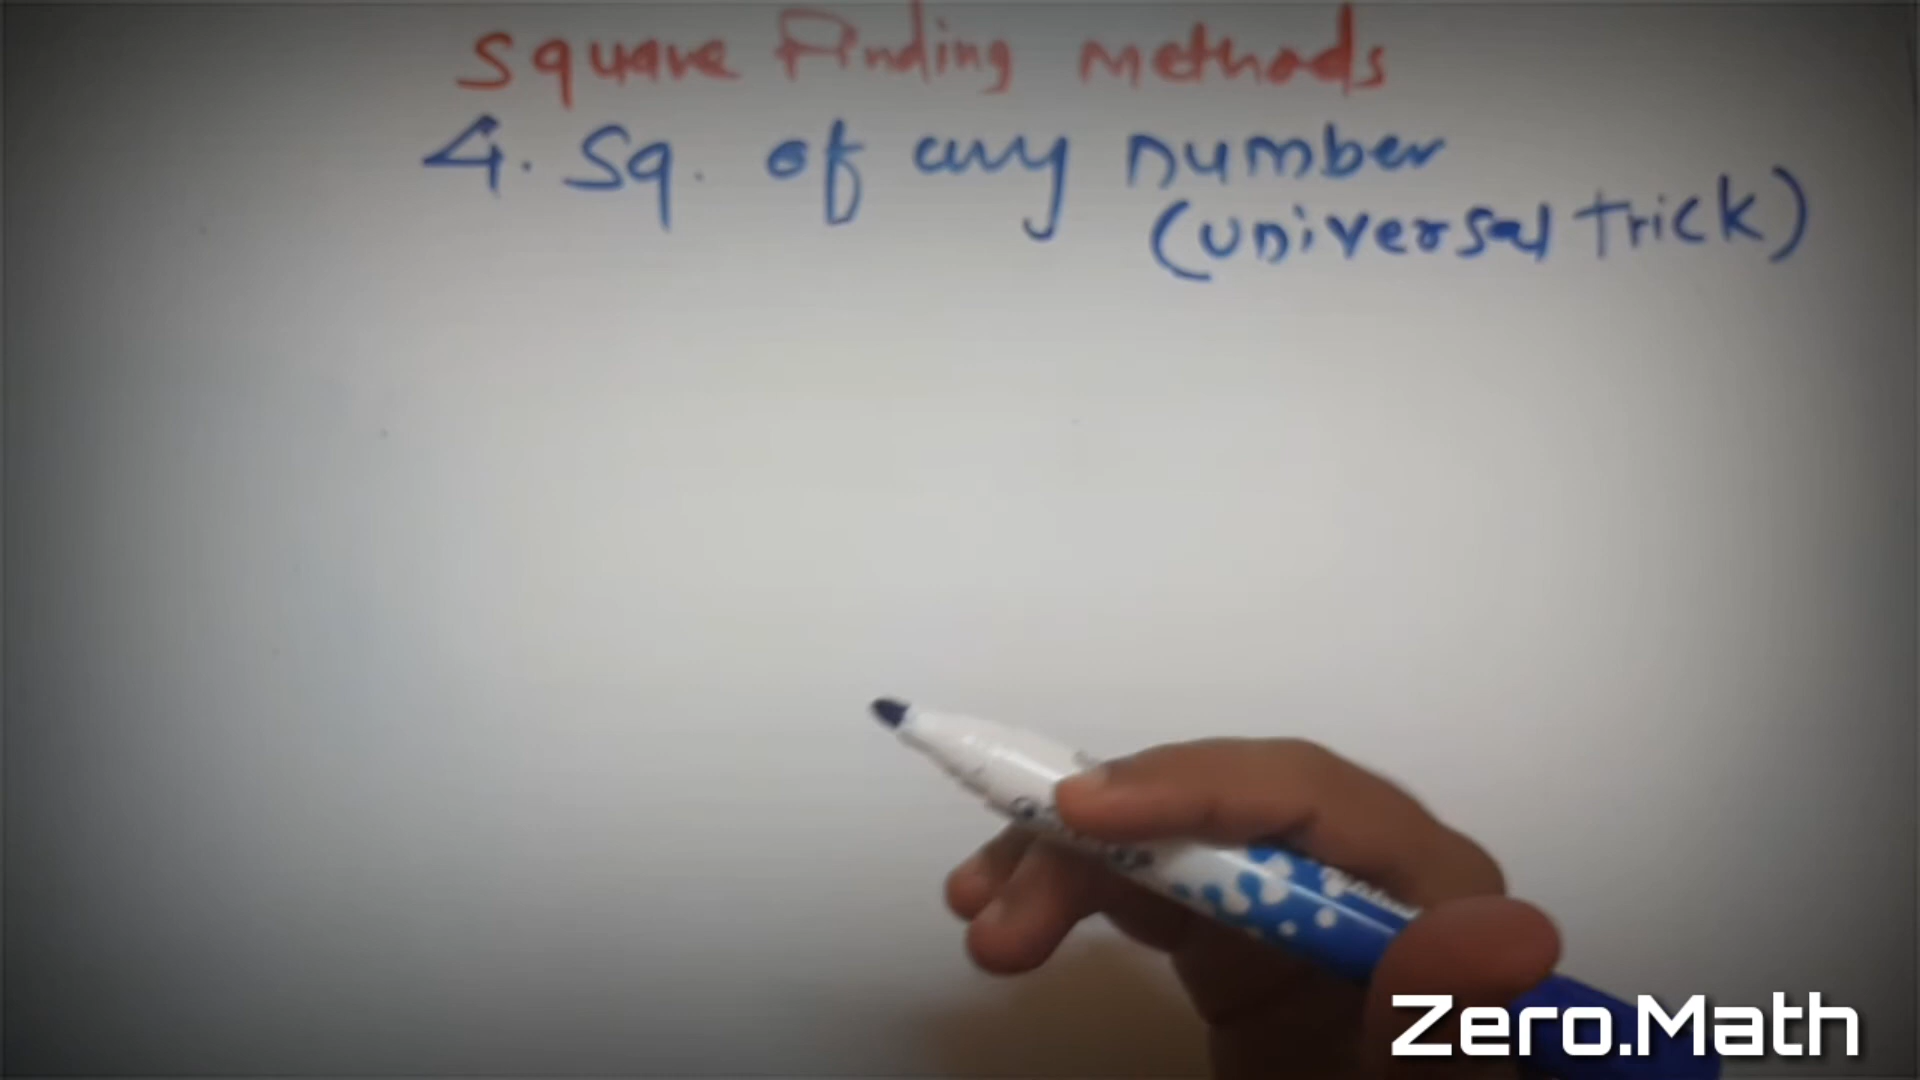 Square Finding Methods
4. Sq. of any number
(universal Trick)
Zero.Math